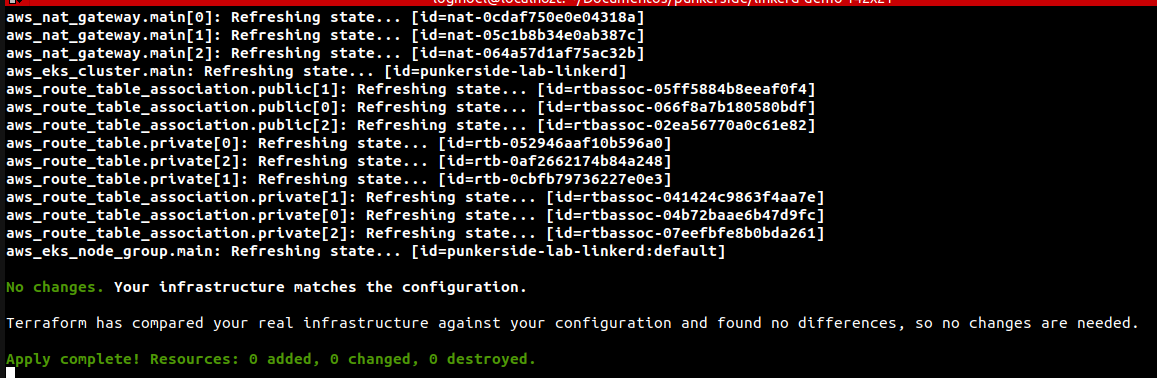 aws_nat_gateway.main[0]: Refreshing state... [id=nat-0cdaf750e0e04318a]
aws_nat_gateway.main[1]: Refreshing state... [id=nat-05c1b8b34e0ab387c]
aws_nat_gateway.main[2]: Refreshing state... [id=nat-064a57d1af75ac32b]
aws_eks_cluster.main: Refreshing state... [id=punkerside-lab-linkerd]
aws_route_table_association.public[1]: Refreshing state... [id=rtbassoc-05ff5884b8eeaf0f4]
aws_route_table_association.public[0]: Refreshing state... [id=rtbassoc-066f8a7b180580bdf]
aws_route_table_association.public[2]: Refreshing state... [id=rtbassoc-02ea56770a0c61e82]
aws_route_table.private[0]: Refreshing state... [id=rtb-052946aaf10b596a0]
aws_route_table.private[2]: Refreshing state... [id=rtb-0af2662174b84a248]
aws_route_table.private[1]: Refreshing state... [id=rtb-0cbfb79736227e0e3]
aws_route_table_association.private[1]: Refreshing state... [id=rtbassoc-041424c9863f4aa7e]
aws_route_table_association.private[0]: Refreshing state... [id=rtbassoc-04b72baae6b47d9fc]
aws_route_table_association.private[2]: Refreshing state... [id=rtbassoc-07eefbfe8b0bda261]
aws_eks_node_group.main: Refreshing state... [id=punkerside-lab-linkerd:default]
No changes. Your infrastructure matches the configuration.
Terraform has compared your real infrastructure against your configuration and found no differences, so no changes are needed.
Apply complete! Resources: 0 added, 0 changed, 0 destroyed.